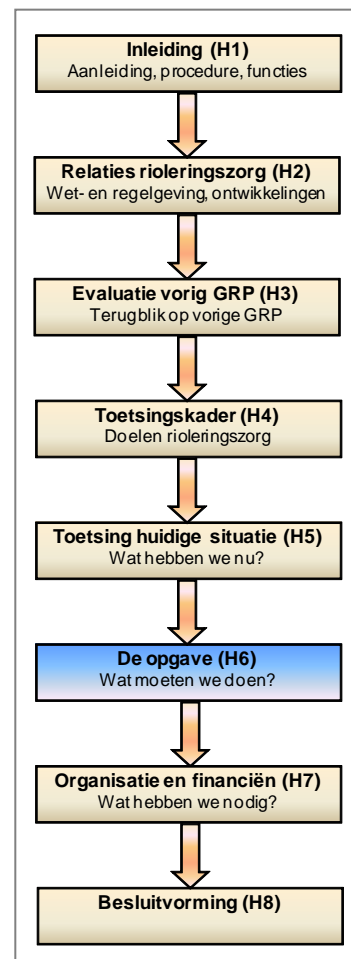 Inleiding (H1)
Aanleiding, procedure, functies
Relaties rioleringszorg (H2)
Wet- en regelgeving, ontwikkelingen
Evaluatie vorig GRP (H3)
Terugblik op vorige GRP
Toetsingskader (H4)
Doelen rioleringszorg
Toetsing huidige situatie (H5)
Wat hebben we nu?
De opgave (H6)
Wat moeten we doen?
Organisatie en financiën (H7)
Wat hebben we nodig?
Besluitvorming (H8)